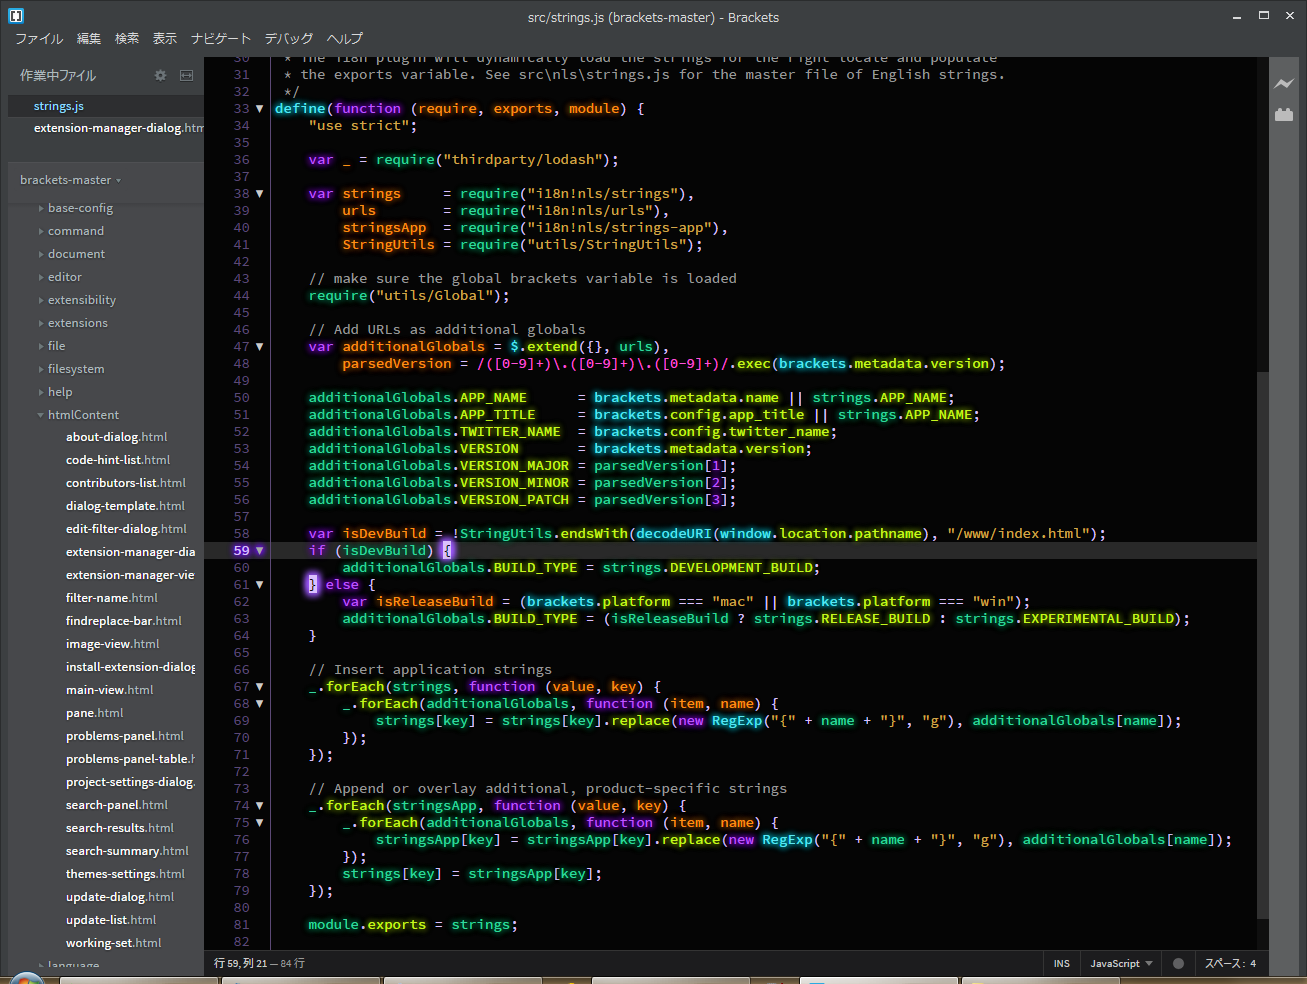 src/strings.js (brackets-master) - Brackets
ファイル 編集 検索 表示 ナビゲート デバッグ ヘルプ
作業中ファイル
strings.js
extension-manager-dialog.htm
brackets-master
base-config
command
document
editor
extensibility
extensions
file
filesystem
help
htmlContent
about-dialog.html
code-hint-list.html
contributors-list.html
dialog-template.html
edit-filter-dialog.html
extension-manager-dia
extension-manager-vie
filter-name.html
findreplace-bar.html
image-view.html
install-extension-dialog
main-view.html
pane.html
problems-panel.html
problems-panel-table.h
project-settings-dialog.
search-panel.html
search-results.html
search-summary.html
themes-settings.html
update-dialog.html
update-list.html
working-set.html
language
30 * The i18n plugin will dynamically load the strings for the right locale and populate
31 * the exports variable. See src\nls\strings.js for the master file of English strings.
32 */
33 define(function (require, exports, module) {
34 "use strict";
35
36 var _ = require("thirdparty/lodash");
37
38 var strings = require("i18n!nls/strings"),
39 urls = require("i18n!nls/urls"),
40 stringsApp = require("i18n!nls/strings-app"),
41 StringUtils = require("utils/StringUtils");
42
43 // make sure the global brackets variable is loaded
44 require("utils/Global");
45
46 // Add URLs as additional globals
47 var additionalGlobals = $.extend({}, urls),
48 parsedVersion = /([0-9]+)\.([0-9]+)\.([0-9]+)/.exec(brackets.metadata.version);
49
50 additionalGlobals.APP_NAME = brackets.metadata.name || strings.APP_NAME;
51 additionalGlobals.APP_TITLE = brackets.config.app_title || strings.APP_NAME;
52 additionalGlobals.TWITTER_NAME = brackets.config.twitter_name;
53 additionalGlobals.VERSION = brackets.metadata.version;
54 additionalGlobals.VERSION_MAJOR = parsedVersion[1];
55 additionalGlobals.VERSION_MINOR = parsedVersion[2];
56 additionalGlobals.VERSION_PATCH = parsedVersion[3];
57
58 var isDevBuild = !StringUtils.endsWith(decodeURI(window.location.pathname), "/www/index.html");
59 if (isDevBuild) {
60 additionalGlobals.BUILD_TYPE = strings.DEVELOPMENT_BUILD;
61 } else {
62 var isReleaseBuild = (brackets.platform === "mac" || brackets.platform === "win");
63 additionalGlobals.BUILD_TYPE = (isReleaseBuild ? strings.RELEASE_BUILD : strings.EXPERIMENTAL_BUILD);
64 }
65
66 // Insert application strings
67 _.forEach(strings, function (value, key) {
68 _.forEach(additionalGlobals, function (item, name) {
69 strings[key] = strings[key].replace(new RegExp("{" + name + "}", "g"), additionalGlobals[name]);
70 });
71 });
72
73 // Append or overlay additional, product-specific strings
74 _.forEach(stringsApp, function (value, key) {
75 _.forEach(additionalGlobals, function (item, name) {
76 stringsApp[key] = stringsApp[key].replace(new RegExp("{" + name + "}", "g"), additionalGlobals[name]);
77 });
78 strings[key] = stringsApp[key];
79 });
80
81 module.exports = strings;
82
行 59, 列 21 — 84 行
INS JavaScript スペース: 4